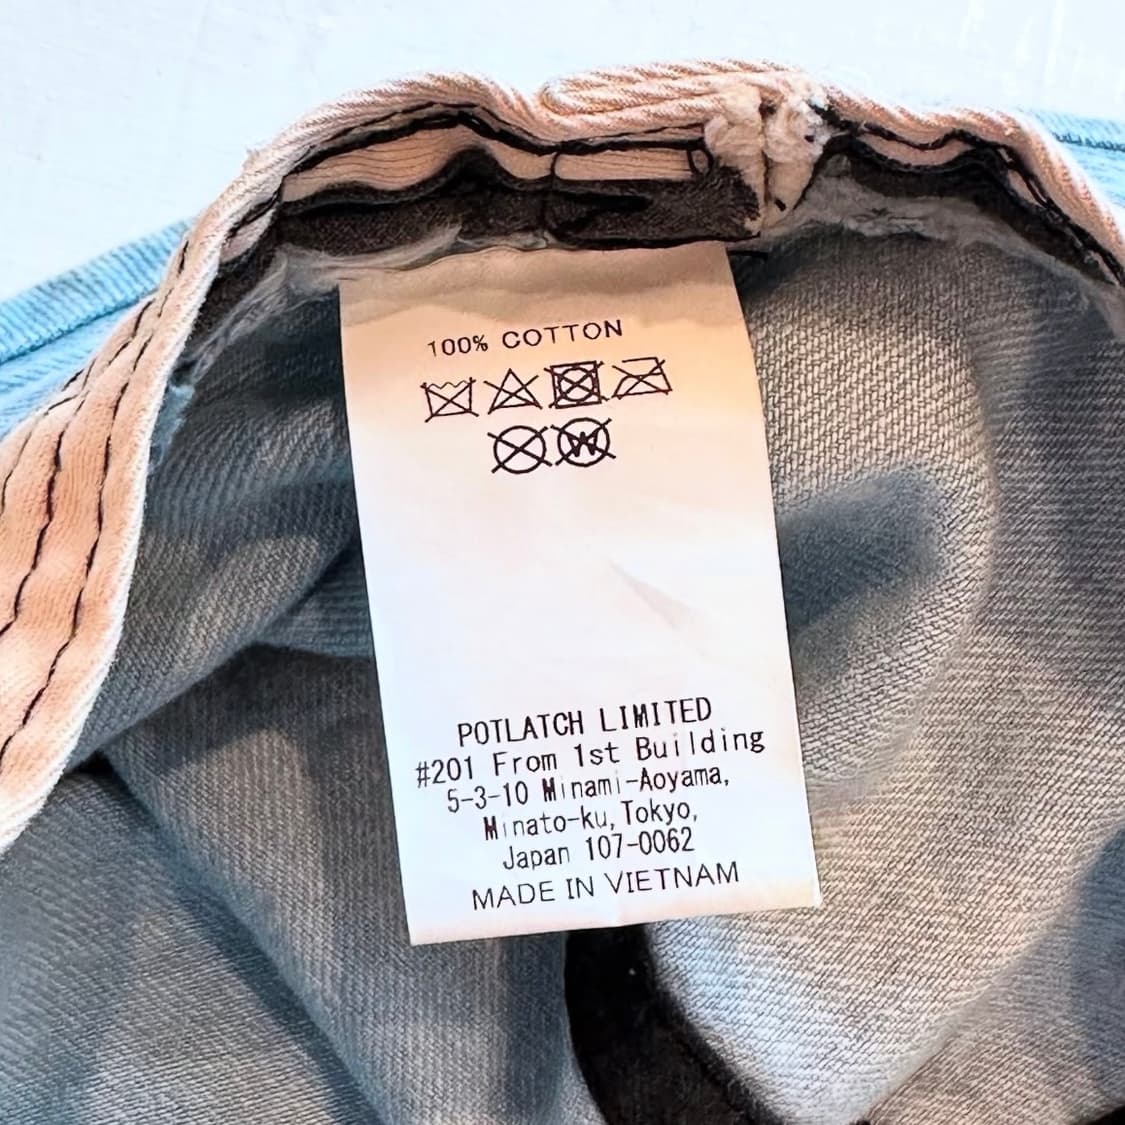 100% COTTON
W
POTLATCH LIMITED
#201 From 1st Building
5-3-10 Minami-Aoyama,
Minato-ku, Tokyo,
Japan 107-0062
MADE IN VIETNAM